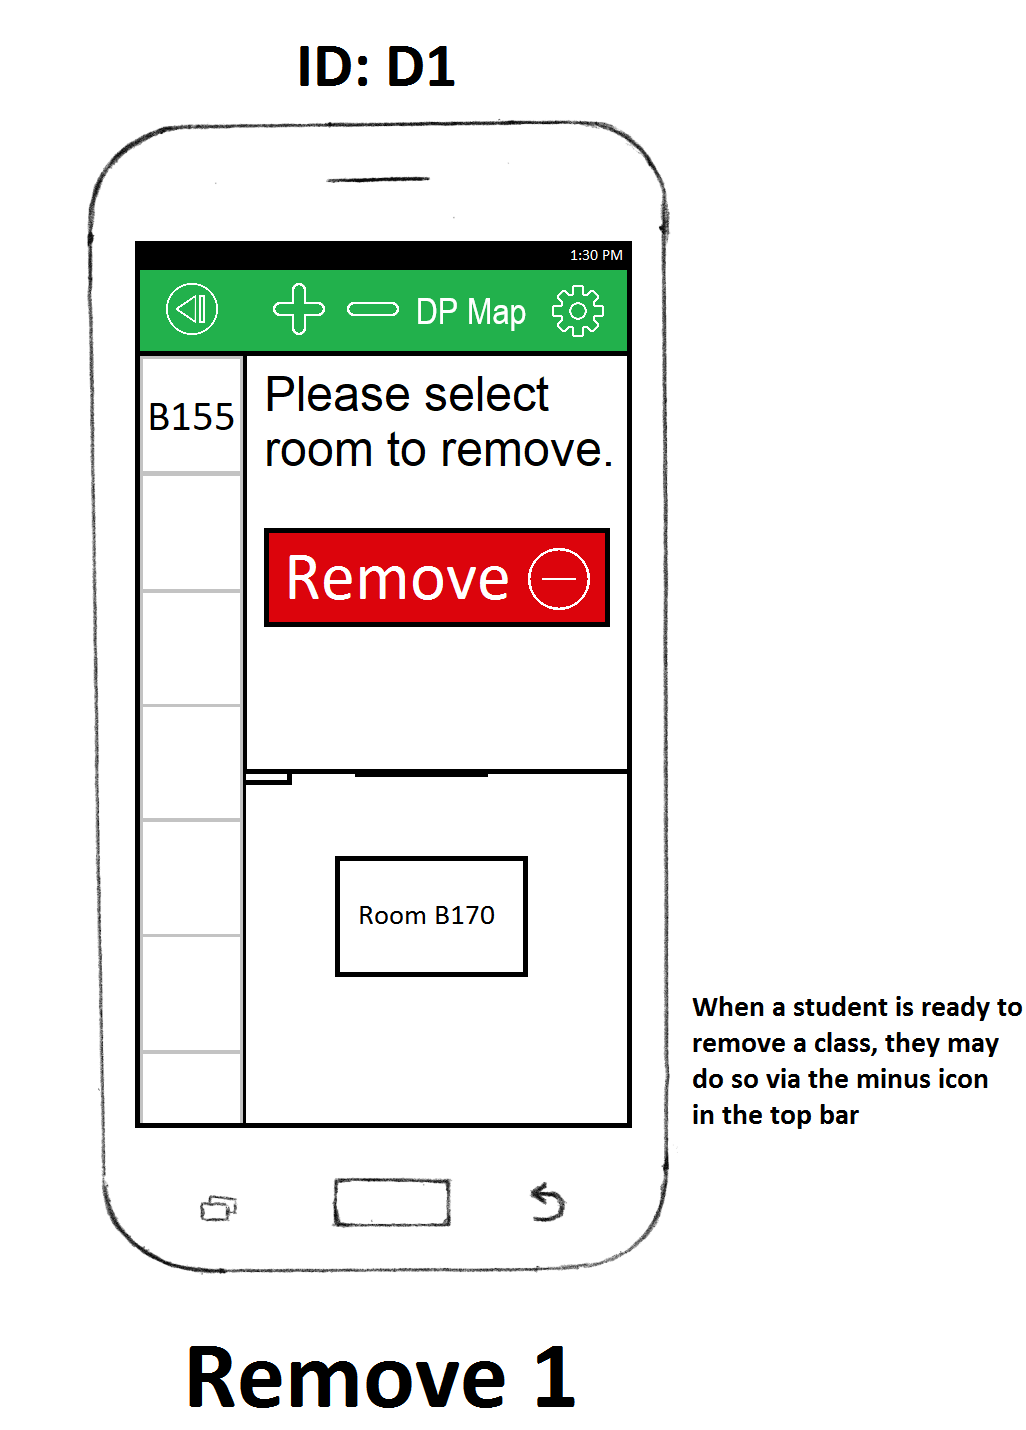 ID: D1
1:30 PM
DP Map
B155
Please select
room to remove.
Remove
Room B170
When a student is ready to
remove a class, they may
do so via the minus icon
in the top bar
Remove 1